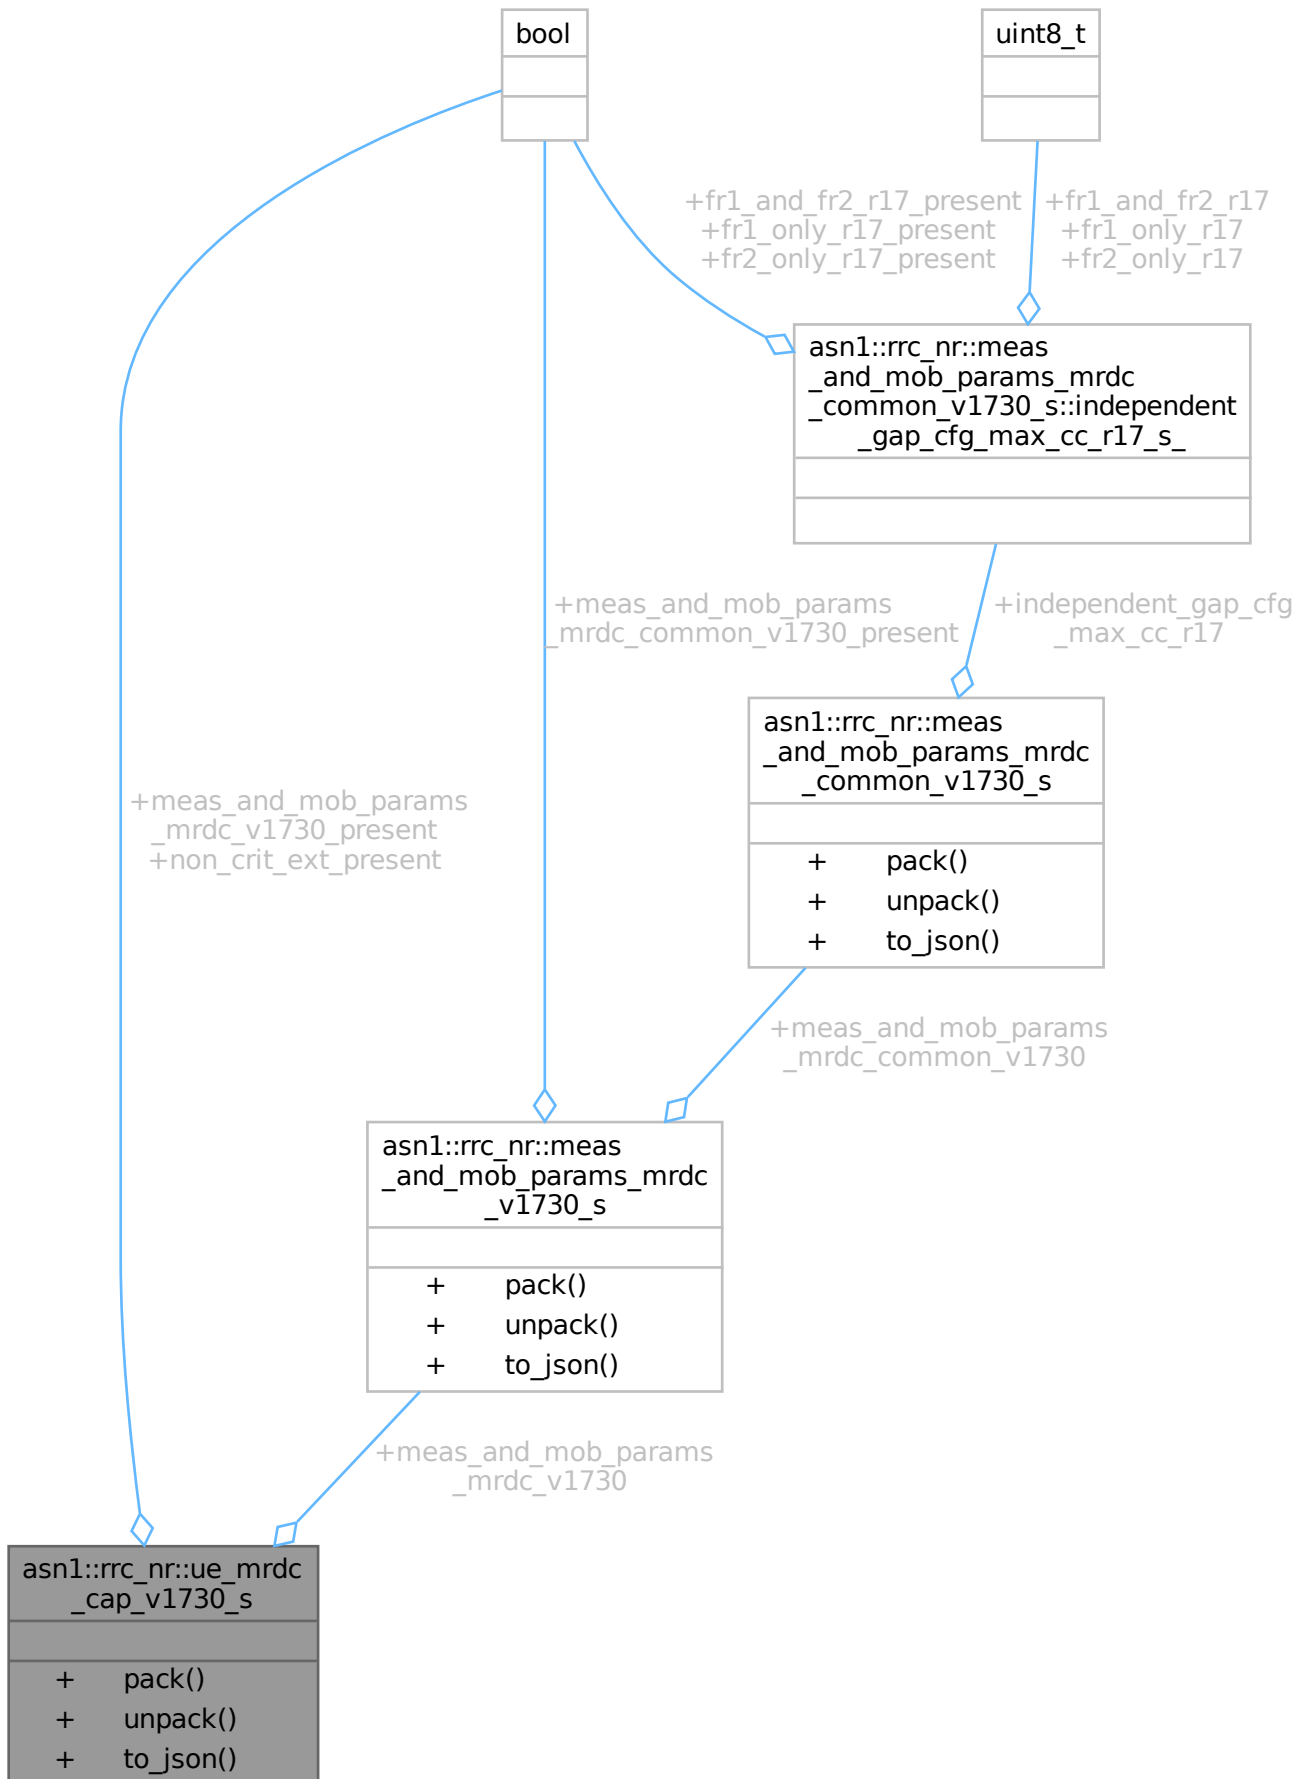 bool
uint8_t
+fr1_and_fr2_r17_present
+fr1_only_r17_present
+fr2_only_r17_present
+fr1_and_fr2_r17
+fr1_only_r17
+fr2_only_r17
asn1::rrc_nr::meas
_and_mob_params_mrdc
_common_v1730_s::independent
_gap_cfg_max_cc_r17_s_
+meas_and_mob_params
_mrdc_common_v1730_present
+independent_gap_cfg
_max_cc_r17
asn1::rrc_nr::meas
_and_mob_params_mrdc
_common_v1730_s
+ pack()
+ unpack()
+ to_json()
+meas_and_mob_params
_mrdc_v1730_present
+non_crit_ext_present
+meas_and_mob_params
_mrdc_common_v1730
asn1::rrc_nr::meas
_and_mob_params_mrdc
_v1730_s
+ pack()
+ unpack()
+ to_json()
+meas_and_mob_params
_mrdc_v1730
asn1::rrc_nr::ue_mrdc
_cap_v1730_s
+ pack()
+ unpack()
+ to_json()